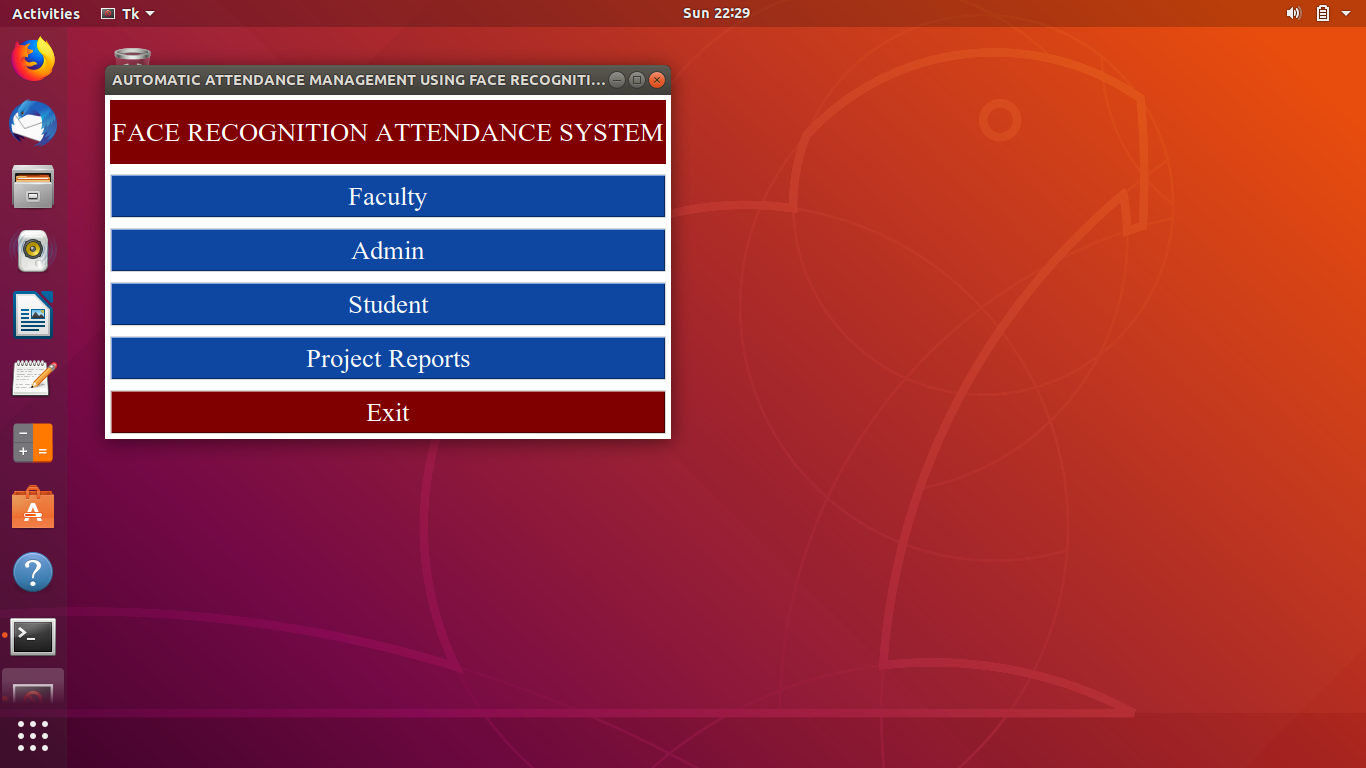 Activities
Tk
Sun 22:29
AUTOMATIC ATTENDANCE MANAGEMENT USING FACE RECOGNITI...
FACE RECOGNITION ATTENDANCE SYSTEM
Faculty
Admin
Student
Project Reports
Exit